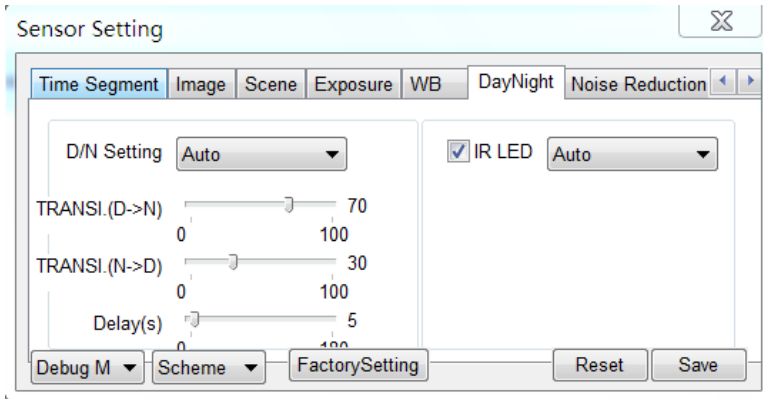 Sensor Setting
Time Segment Image Scene Exposure WB DayNight Noise Reduction
D/N Setting Auto
IR LED Auto
TRANSI.(D->N) 70
0 100
TRANSI.(N->D) 30
0 100
Delay(s) 5
Debug M Scheme FactorySetting Reset Save